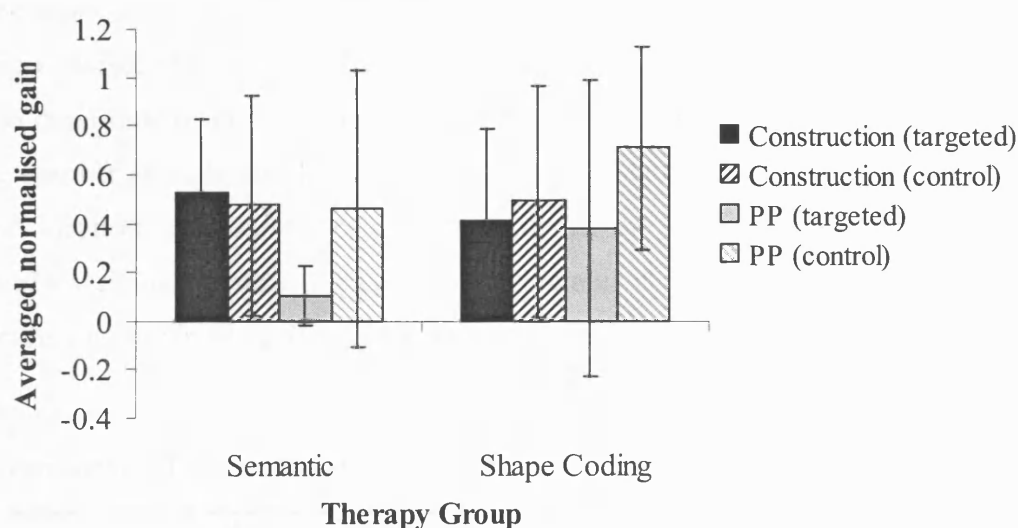 1.2
1
0.8
0.6
0.4
0.2
0
-0.2
-0.4
Averaged normalised gain
Semantic
Shape Coding
Therapy Group
Construction (targeted)
Construction (control)
PP (targeted)
PP (control)